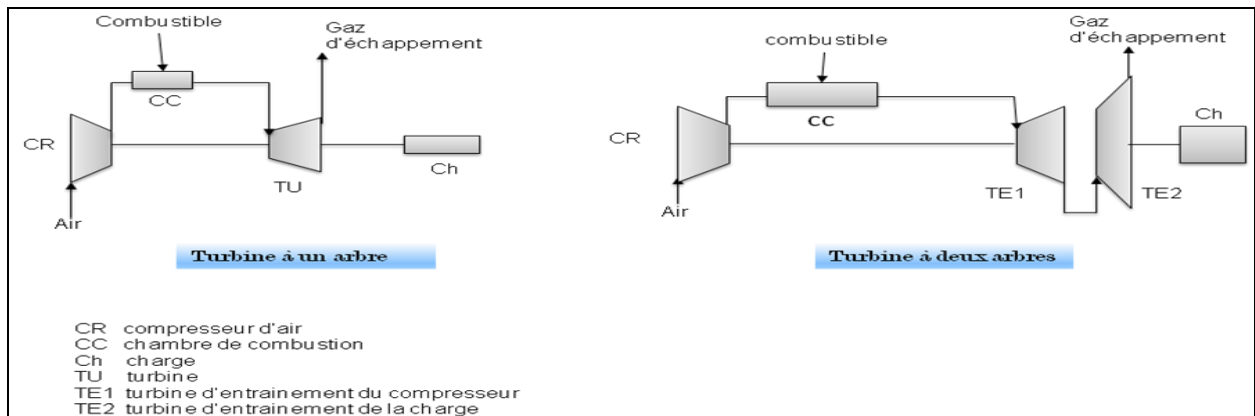 Combustible
Gaz
d'échappement
CC
CR
TU
Ch
Air
Turbine à un arbre
combustible
Gaz
d'échappement
CC
CR
Ch
TE1
TE2
Air
Turbine à deux arbres
CR compresseur d'air
CC chambre de combustion
Ch charge
TU turbine
TE1 turbine d'entrainement du compresseur
TE2 turbine d'entrainement de la charge